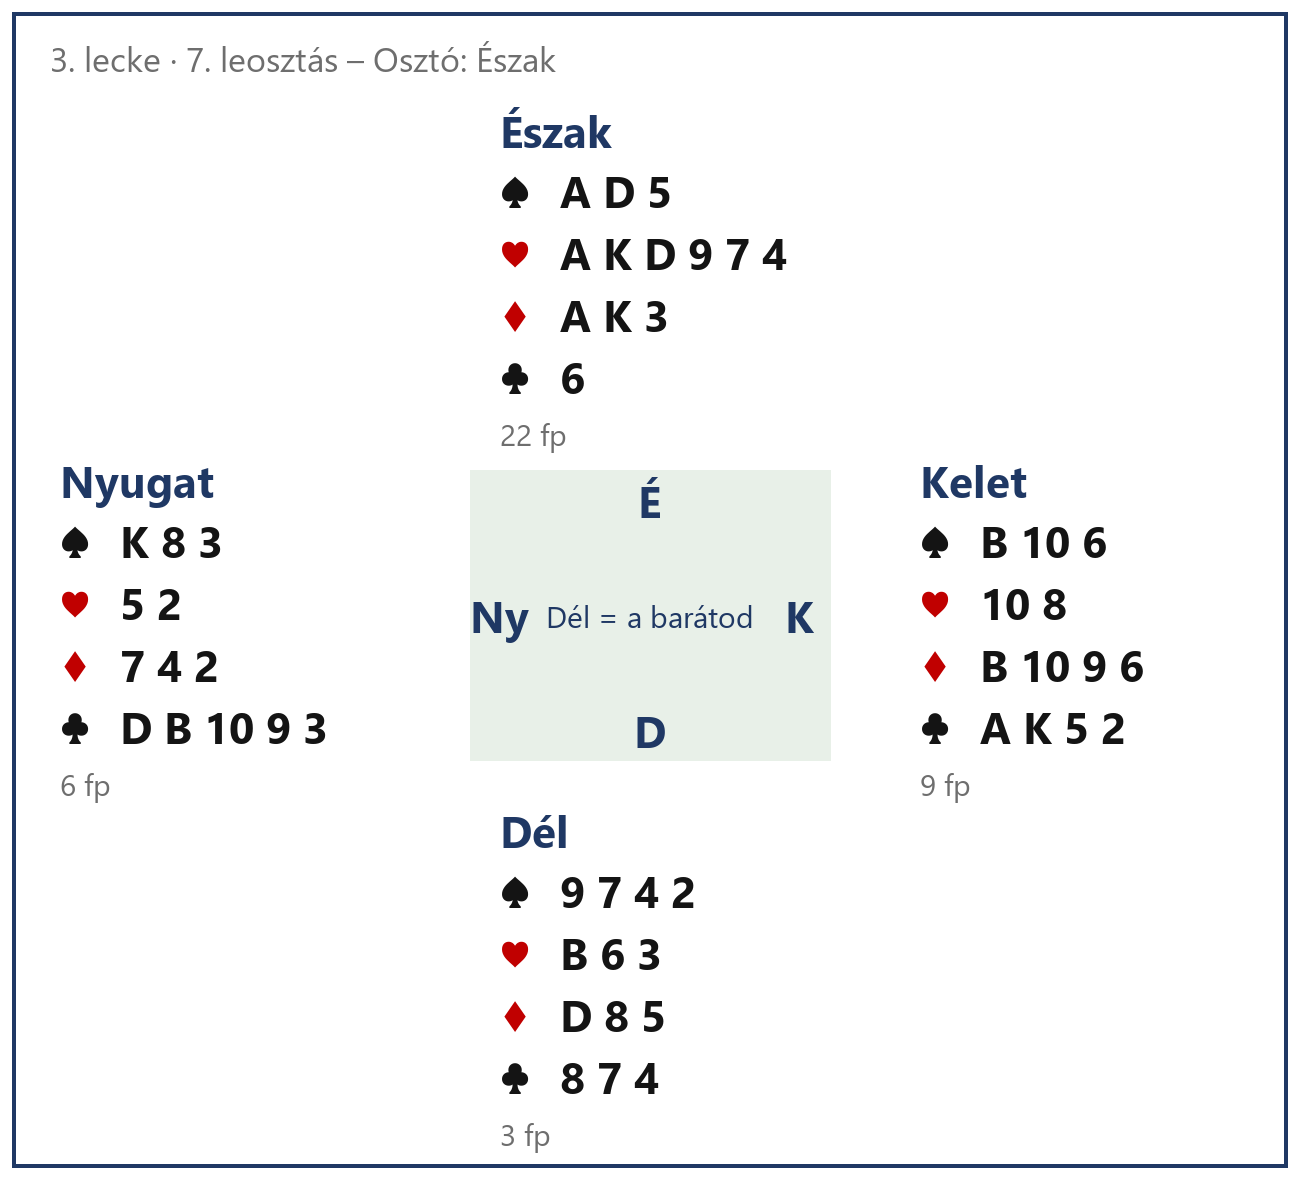 3. lecke · 7. leosztás – Osztó: Észak
Észak
♠ A D 5
♥ A K D 9 7 4
♦ A K 3
♣ 6
22 fp
Nyugat
♠ K 8 3
♥ 5 2
♦ 7 4 2
♣ D B 10 9 3
6 fp
É
Ny Dél = a barátod K
D
Kelet
♠ B 10 6
♥ 10 8
♦ B 10 9 6
♣ A K 5 2
9 fp
Dél
♠ 9 7 4 2
♥ B 6 3
♦ D 8 5
♣ 8 7 4
3 fp